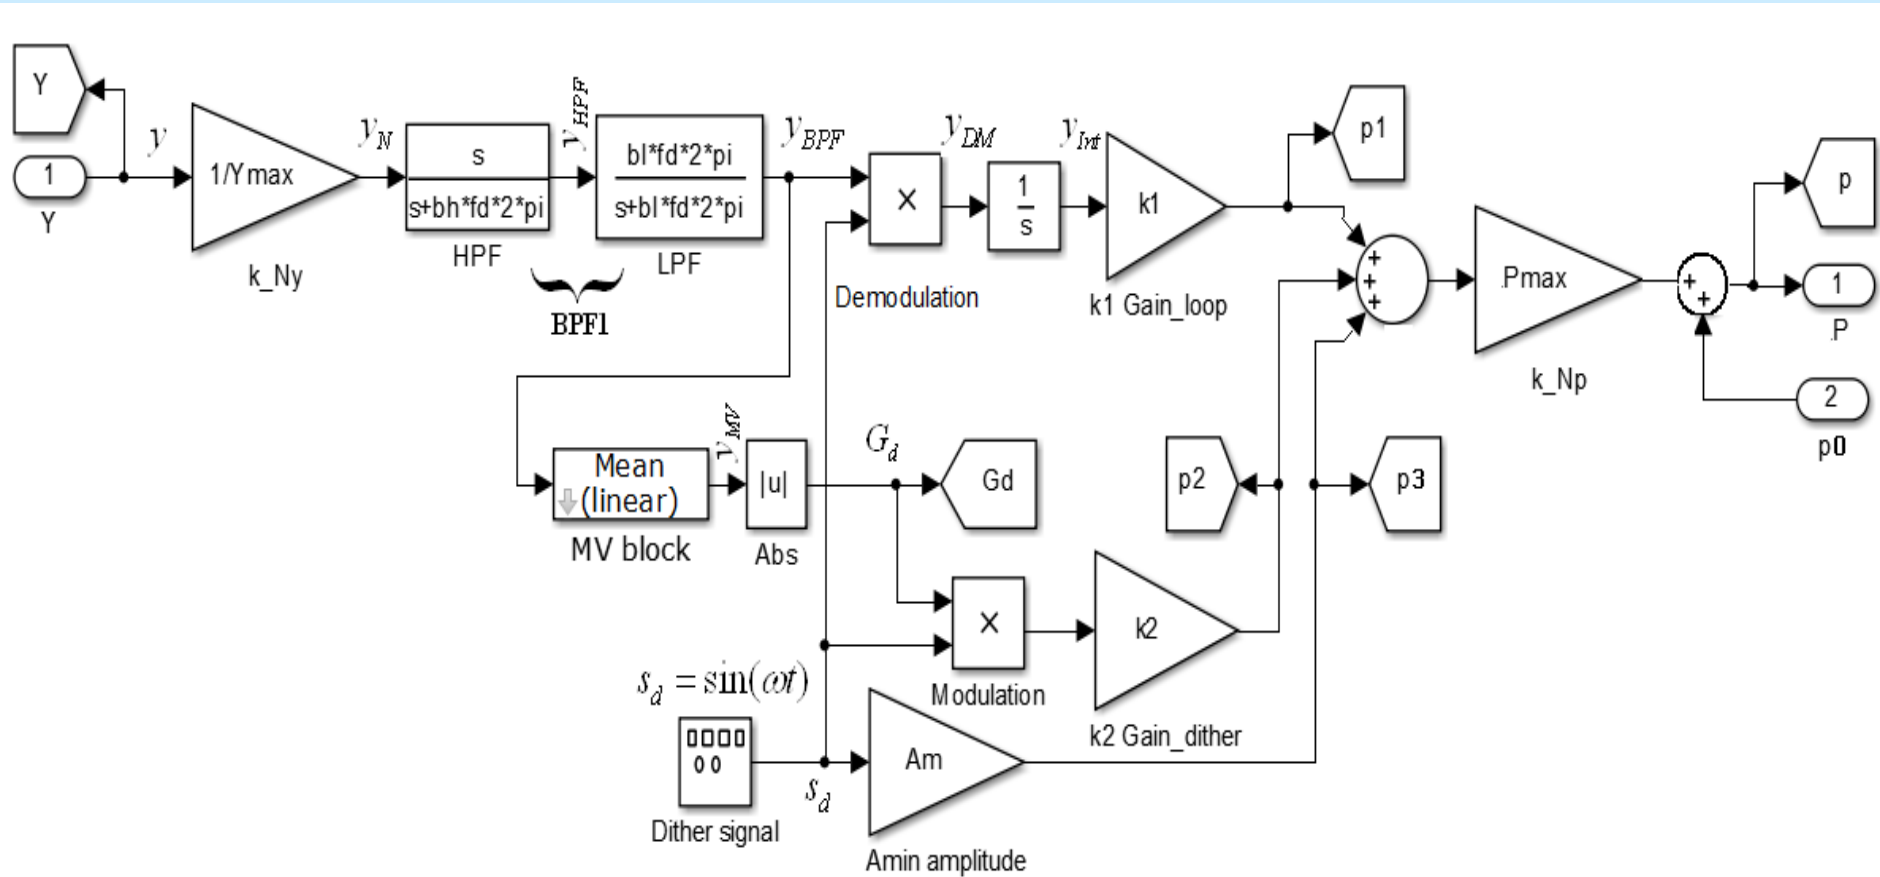 Y
1
Y
y
1/Ymax
k_Ny
y_N
s
s+bh*fd*2*pi
HPF
y_HPF
bl*fd*2*pi
s+bl*fd*2*pi
LPF
BPF1
y_BPF
×
Demodulation
y_DM
1
s
y_Int
k1
k1 Gain_loop
p1
+
+
+
.Pmax
k_Np
+
+
p
1
.P
2
p0
Mean
(linear)
MV block
y_MV
|u|
Abs
G_d
Gd
p2
p3
×
Modulation
k2
k2 Gain_dither
s_d = sin(ωt)
Dither signal
s_d
Am
Amin amplitude